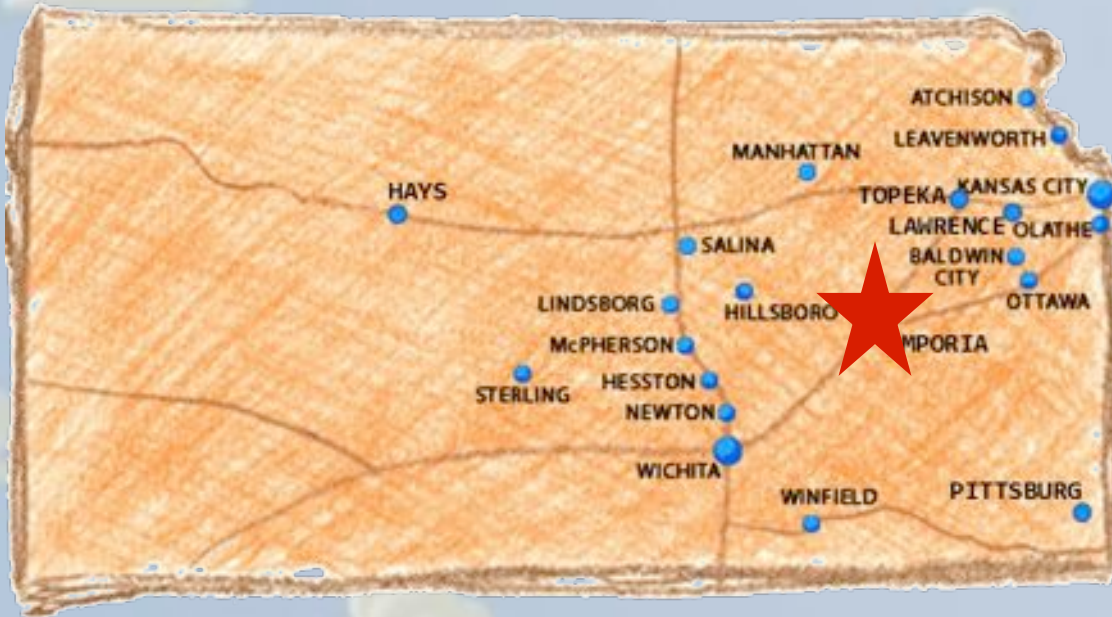 ATCHISON
LEAVENWORTH
MANHATTAN
HAYS
TOPEKA
KANSAS CITY
LAWRENCE
OLATHE
SALINA
BALDWIN
CITY
LINDSBORG
HILLSBORO
OTTAWA
McPHERSON
MPORIA
STERLING
HESSTON
NEWTON
WICHITA
WINFIELD
PITTSBURG